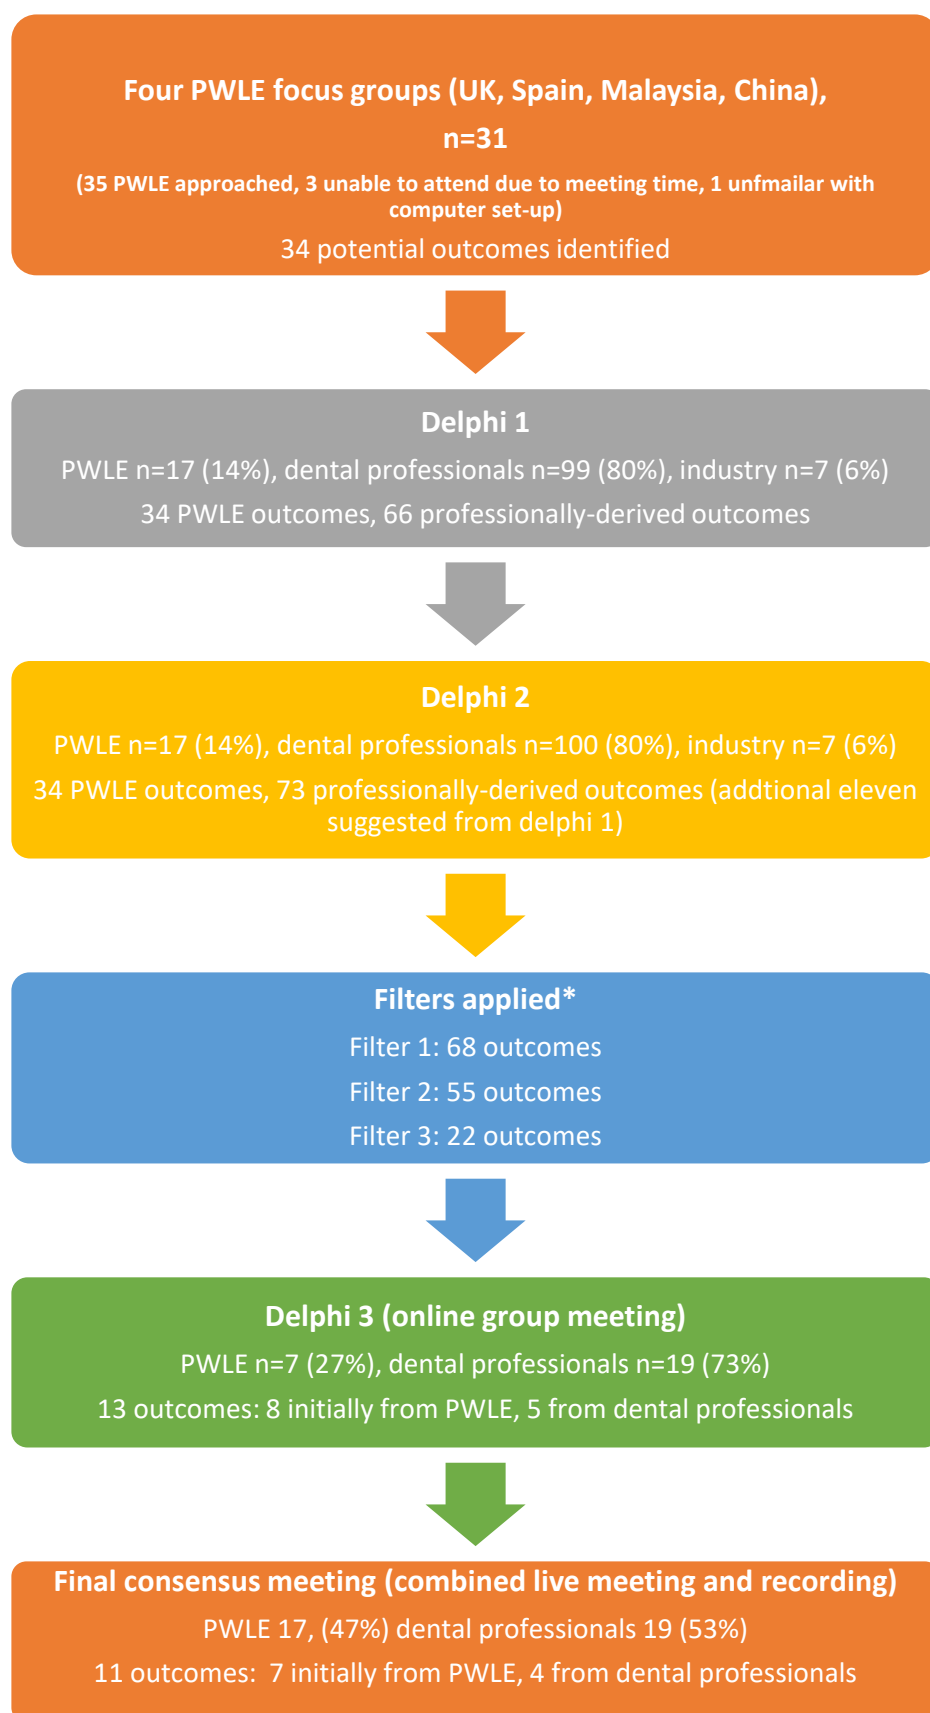 Four PWLE focus groups (UK, Spain, Malaysia, China),
n=31
(35 PWLE approached, 3 unable to attend due to meeting time, 1 unfmailar with
computer set-up)
34 potential outcomes identified
Delphi 1
PWLE n=17 (14%), dental professionals n=99 (80%), industry n=7 (6%)
34 PWLE outcomes, 66 professionally-derived outcomes
Delphi 2
PWLE n=17 (14%), dental professionals n=100 (80%), industry n=7 (6%)
34 PWLE outcomes, 73 professionally-derived outcomes (addtional eleven
suggested from delphi 1)
Filters applied*
Filter 1: 68 outcomes
Filter 2: 55 outcomes
Filter 3: 22 outcomes
Delphi 3 (online group meeting)
PWLE n=7 (27%), dental professionals n=19 (73%)
13 outcomes: 8 initially from PWLE, 5 from dental professionals
Final consensus meeting (combined live meeting and recording)
PWLE 17, (47%) dental professionals 19 (53%)
11 outcomes:  7 initially from PWLE, 4 from dental professionals